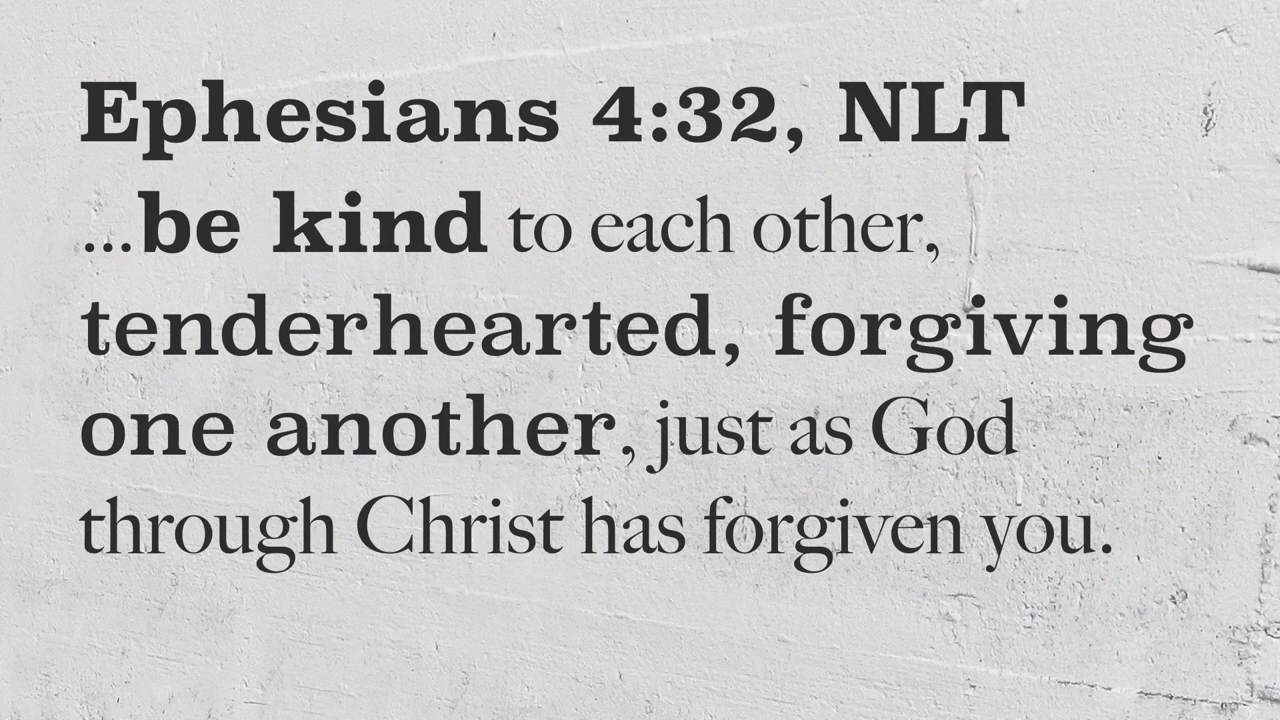 Ephesians 4:32, NLT
...be kind to each other,
tenderhearted, forgiving
one another, just as God
through Christ has forgiven you.